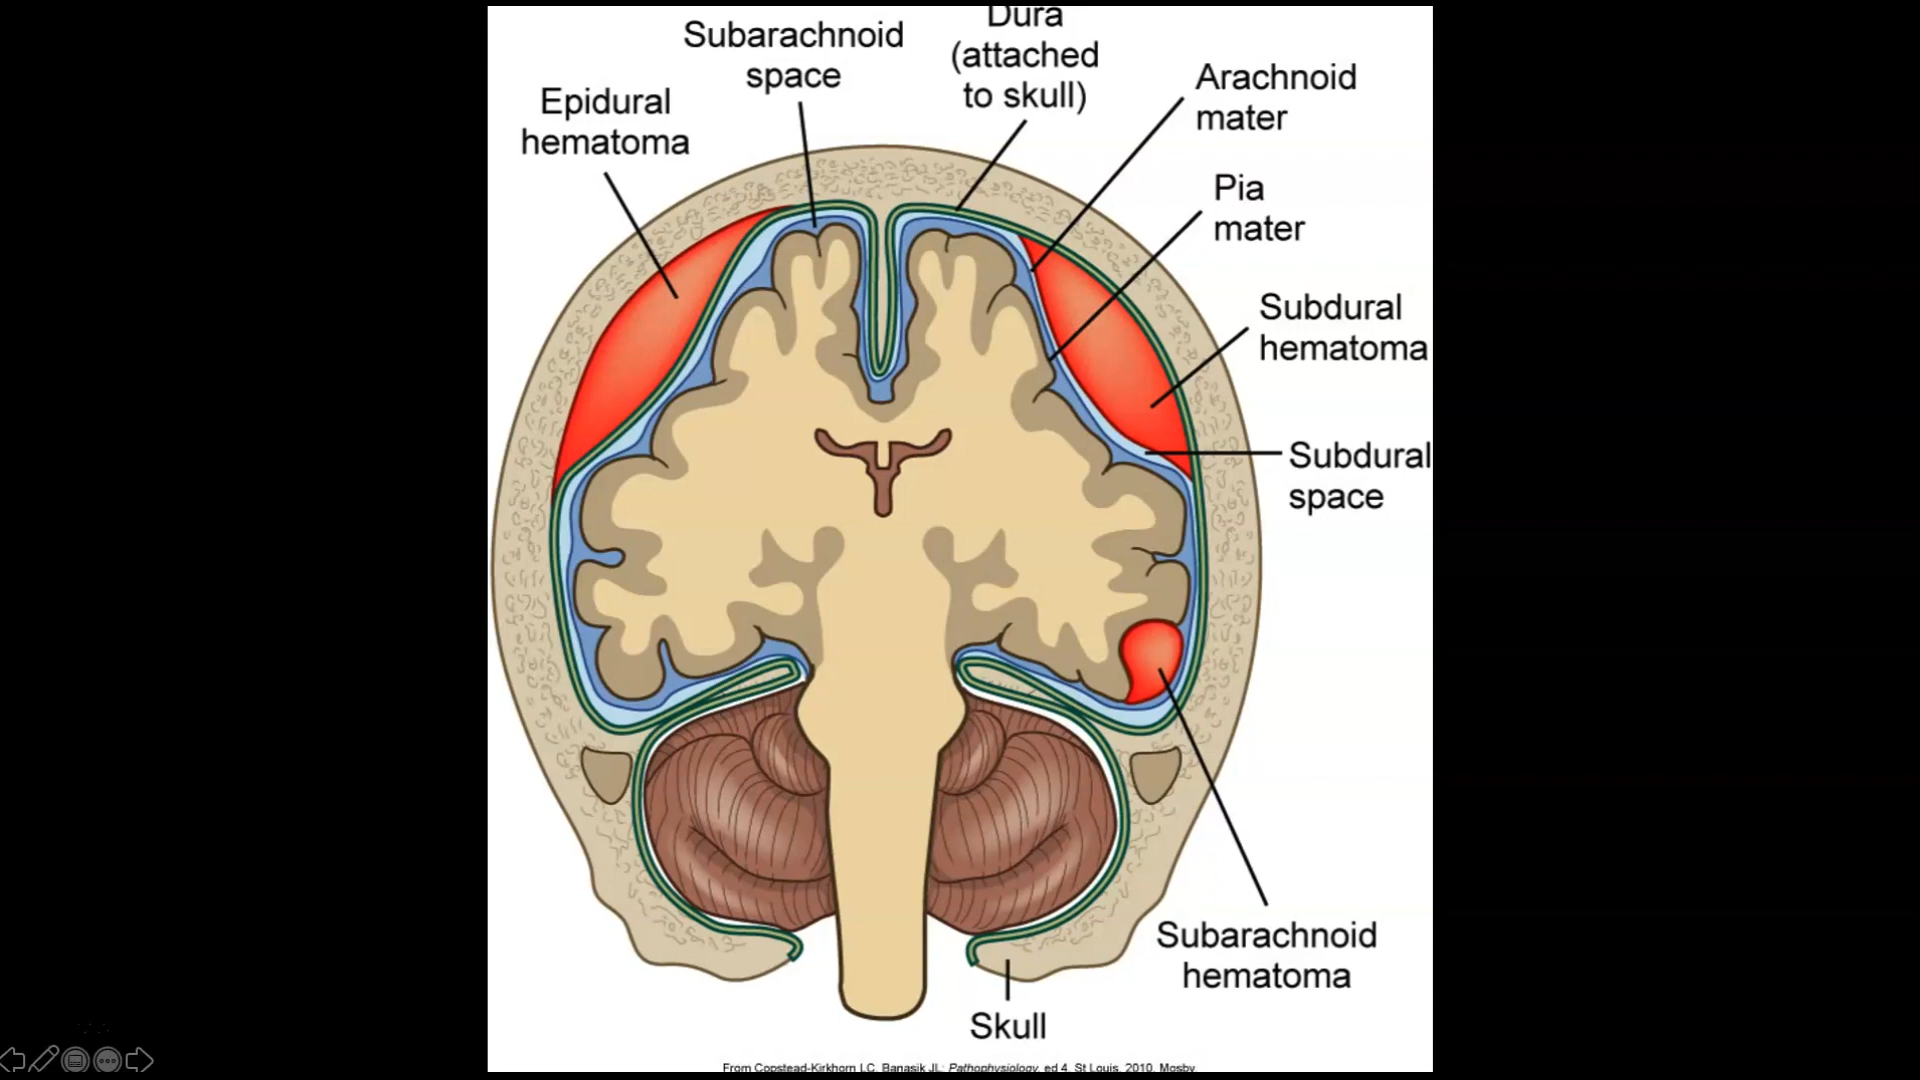 Subarachnoid
space
Dura
(attached
to skull)
Arachnoid
mater
Epidural
hematoma
Pia
mater
Subdural
hematoma
Subdural
space
Subarachnoid
hematoma
Skull
From Copstead-Kirkhorn LC, Banasik JL: Pathophysiology, ed 4, St Louis, 2010, Mosby.